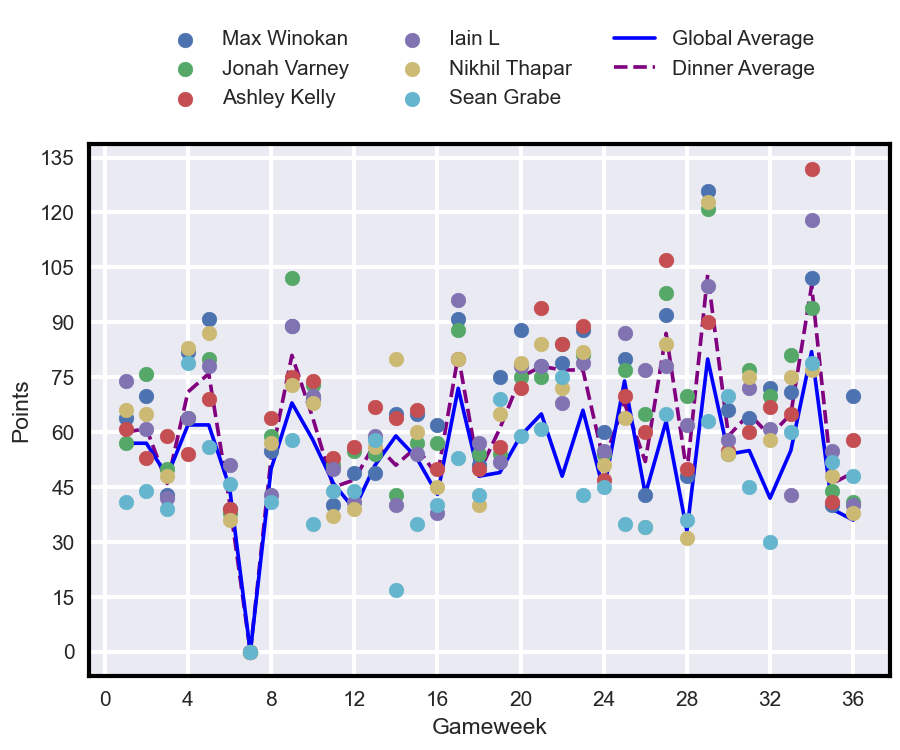 Max Winokan
Jonah Varney
Ashley Kelly
Iain L
Nikhil Thapar
Sean Grabe
Global Average
Dinner Average
135
120
105
90
75
60
45
30
15
0
Points
0 4 8 12 16 20 24 28 32 36
Gameweek